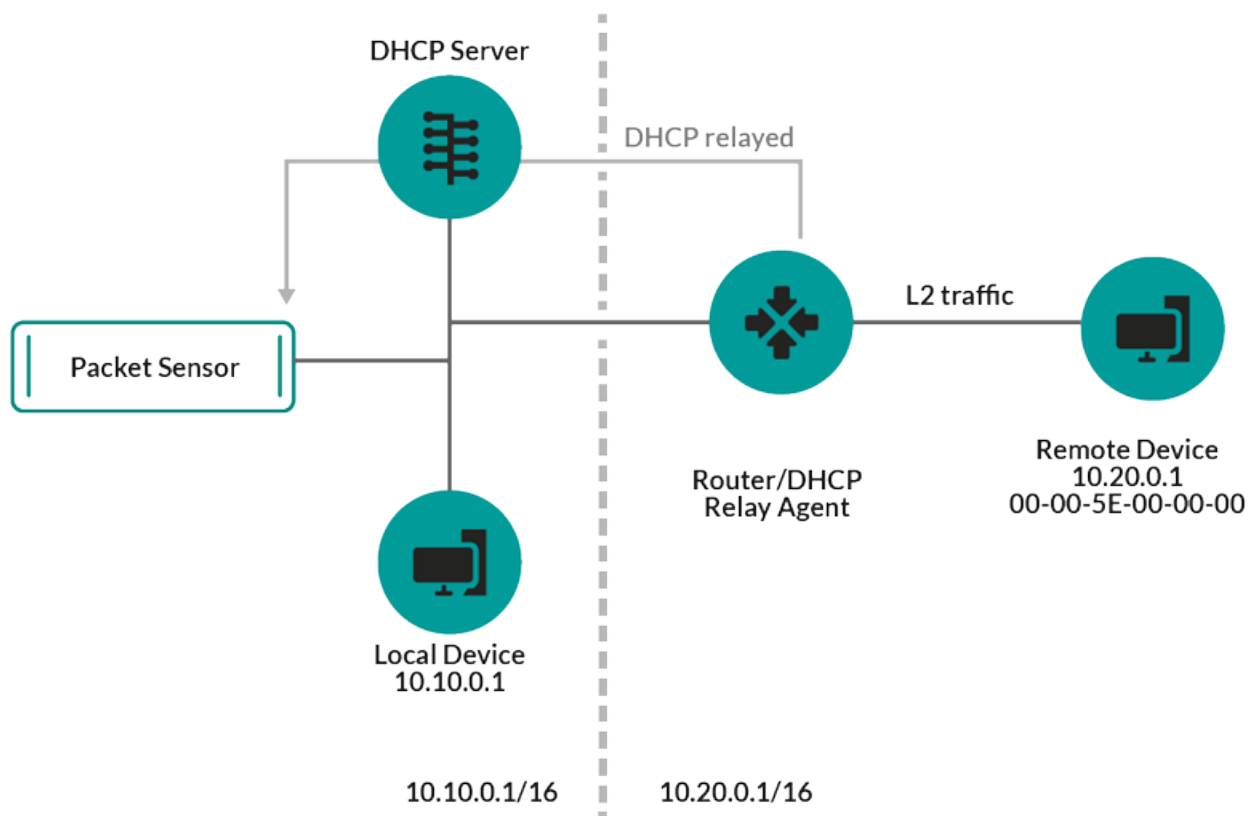 DHCP Server
DHCP relayed
L2 traffic
Packet Sensor
Router/DHCP
Relay Agent
Remote Device
10.20.0.1
00-00-5E-00-00-00
Local Device
10.10.0.1
10.10.0.1/16
10.20.0.1/16